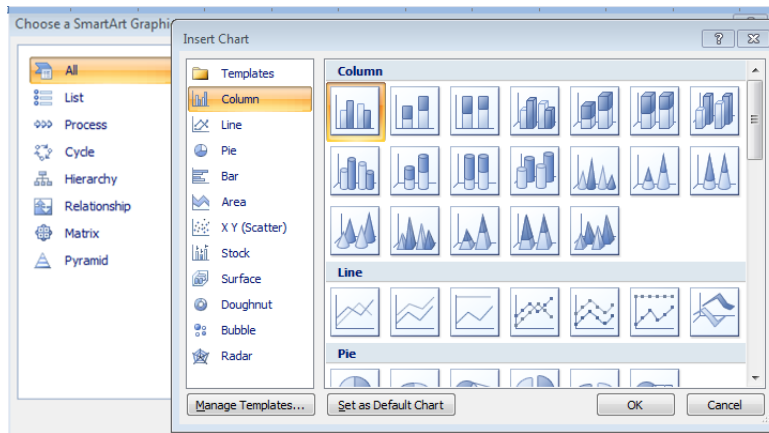 Choose a SmartArt Graphi
All
List
Process
Cycle
Hierarchy
Relationship
Matrix
Pyramid
Insert Chart
Templates
Column
Line
Pie
Bar
Area
X Y (Scatter)
Stock
Surface
Doughnut
Bubble
Radar
Column
Line
Pie
Manage Templates...
Set as Default Chart
OK
Cancel